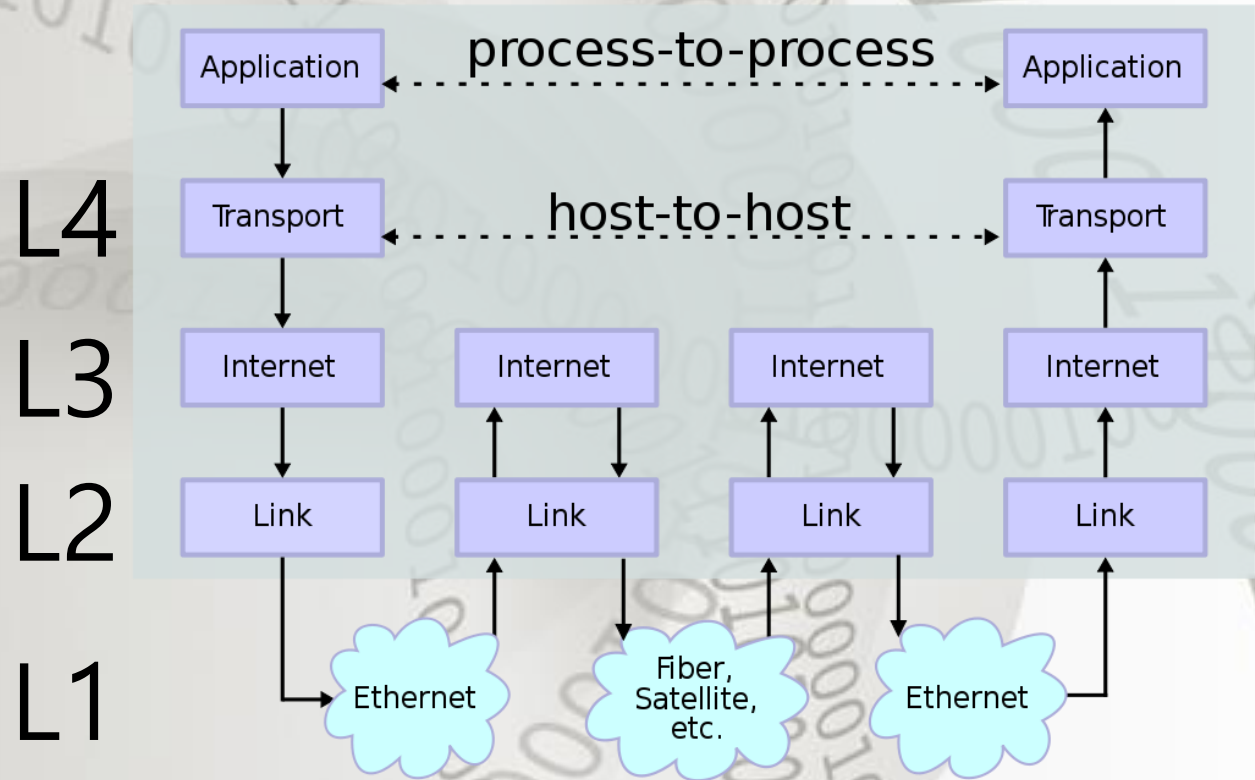 process-to-process
Application
Application
L4
host-to-host
Transport
Transport
L3
Internet
Internet
Internet
Internet
L2
Link
Link
Link
Link
L1
Ethernet
Fiber,
Satellite,
etc.
Ethernet